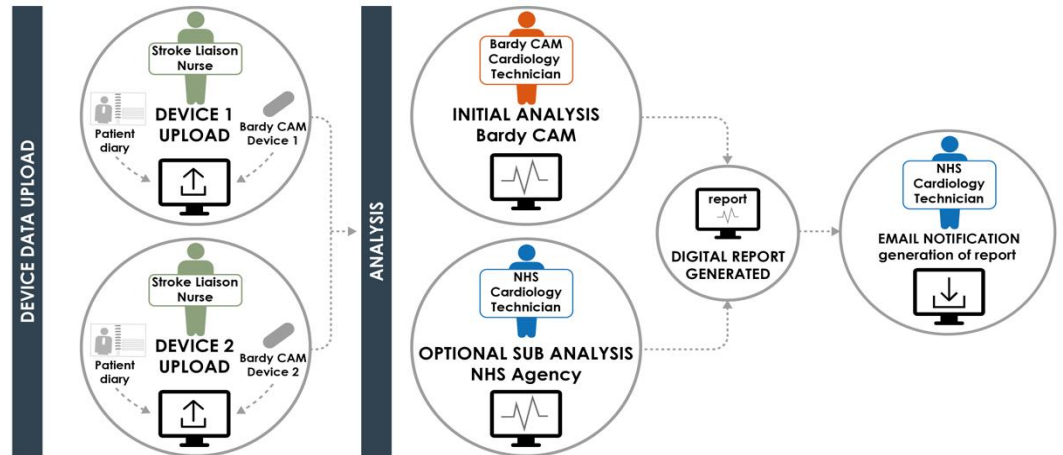 DEVICE DATA UPLOAD
Stroke Liaison
Nurse
DEVICE 1
UPLOAD
Patient
diary
Bardy CAM
Device 1
Stroke Liaison
Nurse
DEVICE 2
UPLOAD
Patient
diary
Bardy CAM
Device 2
ANALYSIS
Bardy CAM
Cardiology
Technician
INITIAL ANALYSIS
Bardy CAM
NHS
Cardiology
Technician
OPTIONAL SUB ANALYSIS
NHS Agency
report
DIGITAL REPORT
GENERATED
NHS
Cardiology
Technician
EMAIL NOTIFICATION
generation of report